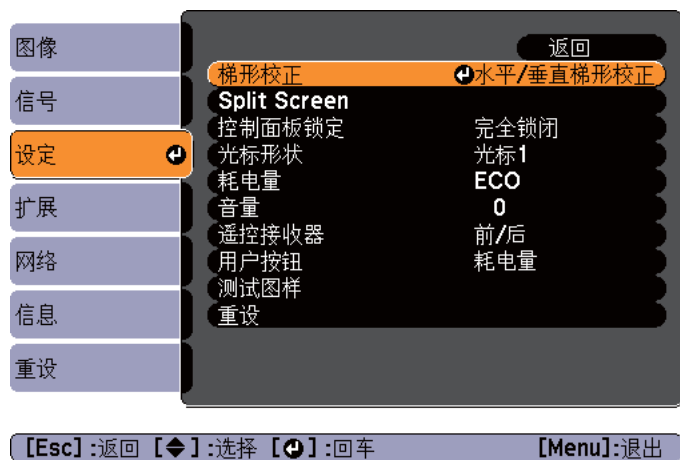 图像
信号
设定
扩展
网络
信息
重设
返回
梯形校正 水平/垂直梯形校正
Split Screen
控制面板锁定 完全锁闭
光标形状 光标1
耗电量 ECO
音量 0
遥控接收器 前/后
用户按钮 耗电量
测试图样
重设
[Esc]:返回 [◆]:选择 [⏎]:回车 [Menu]:退出